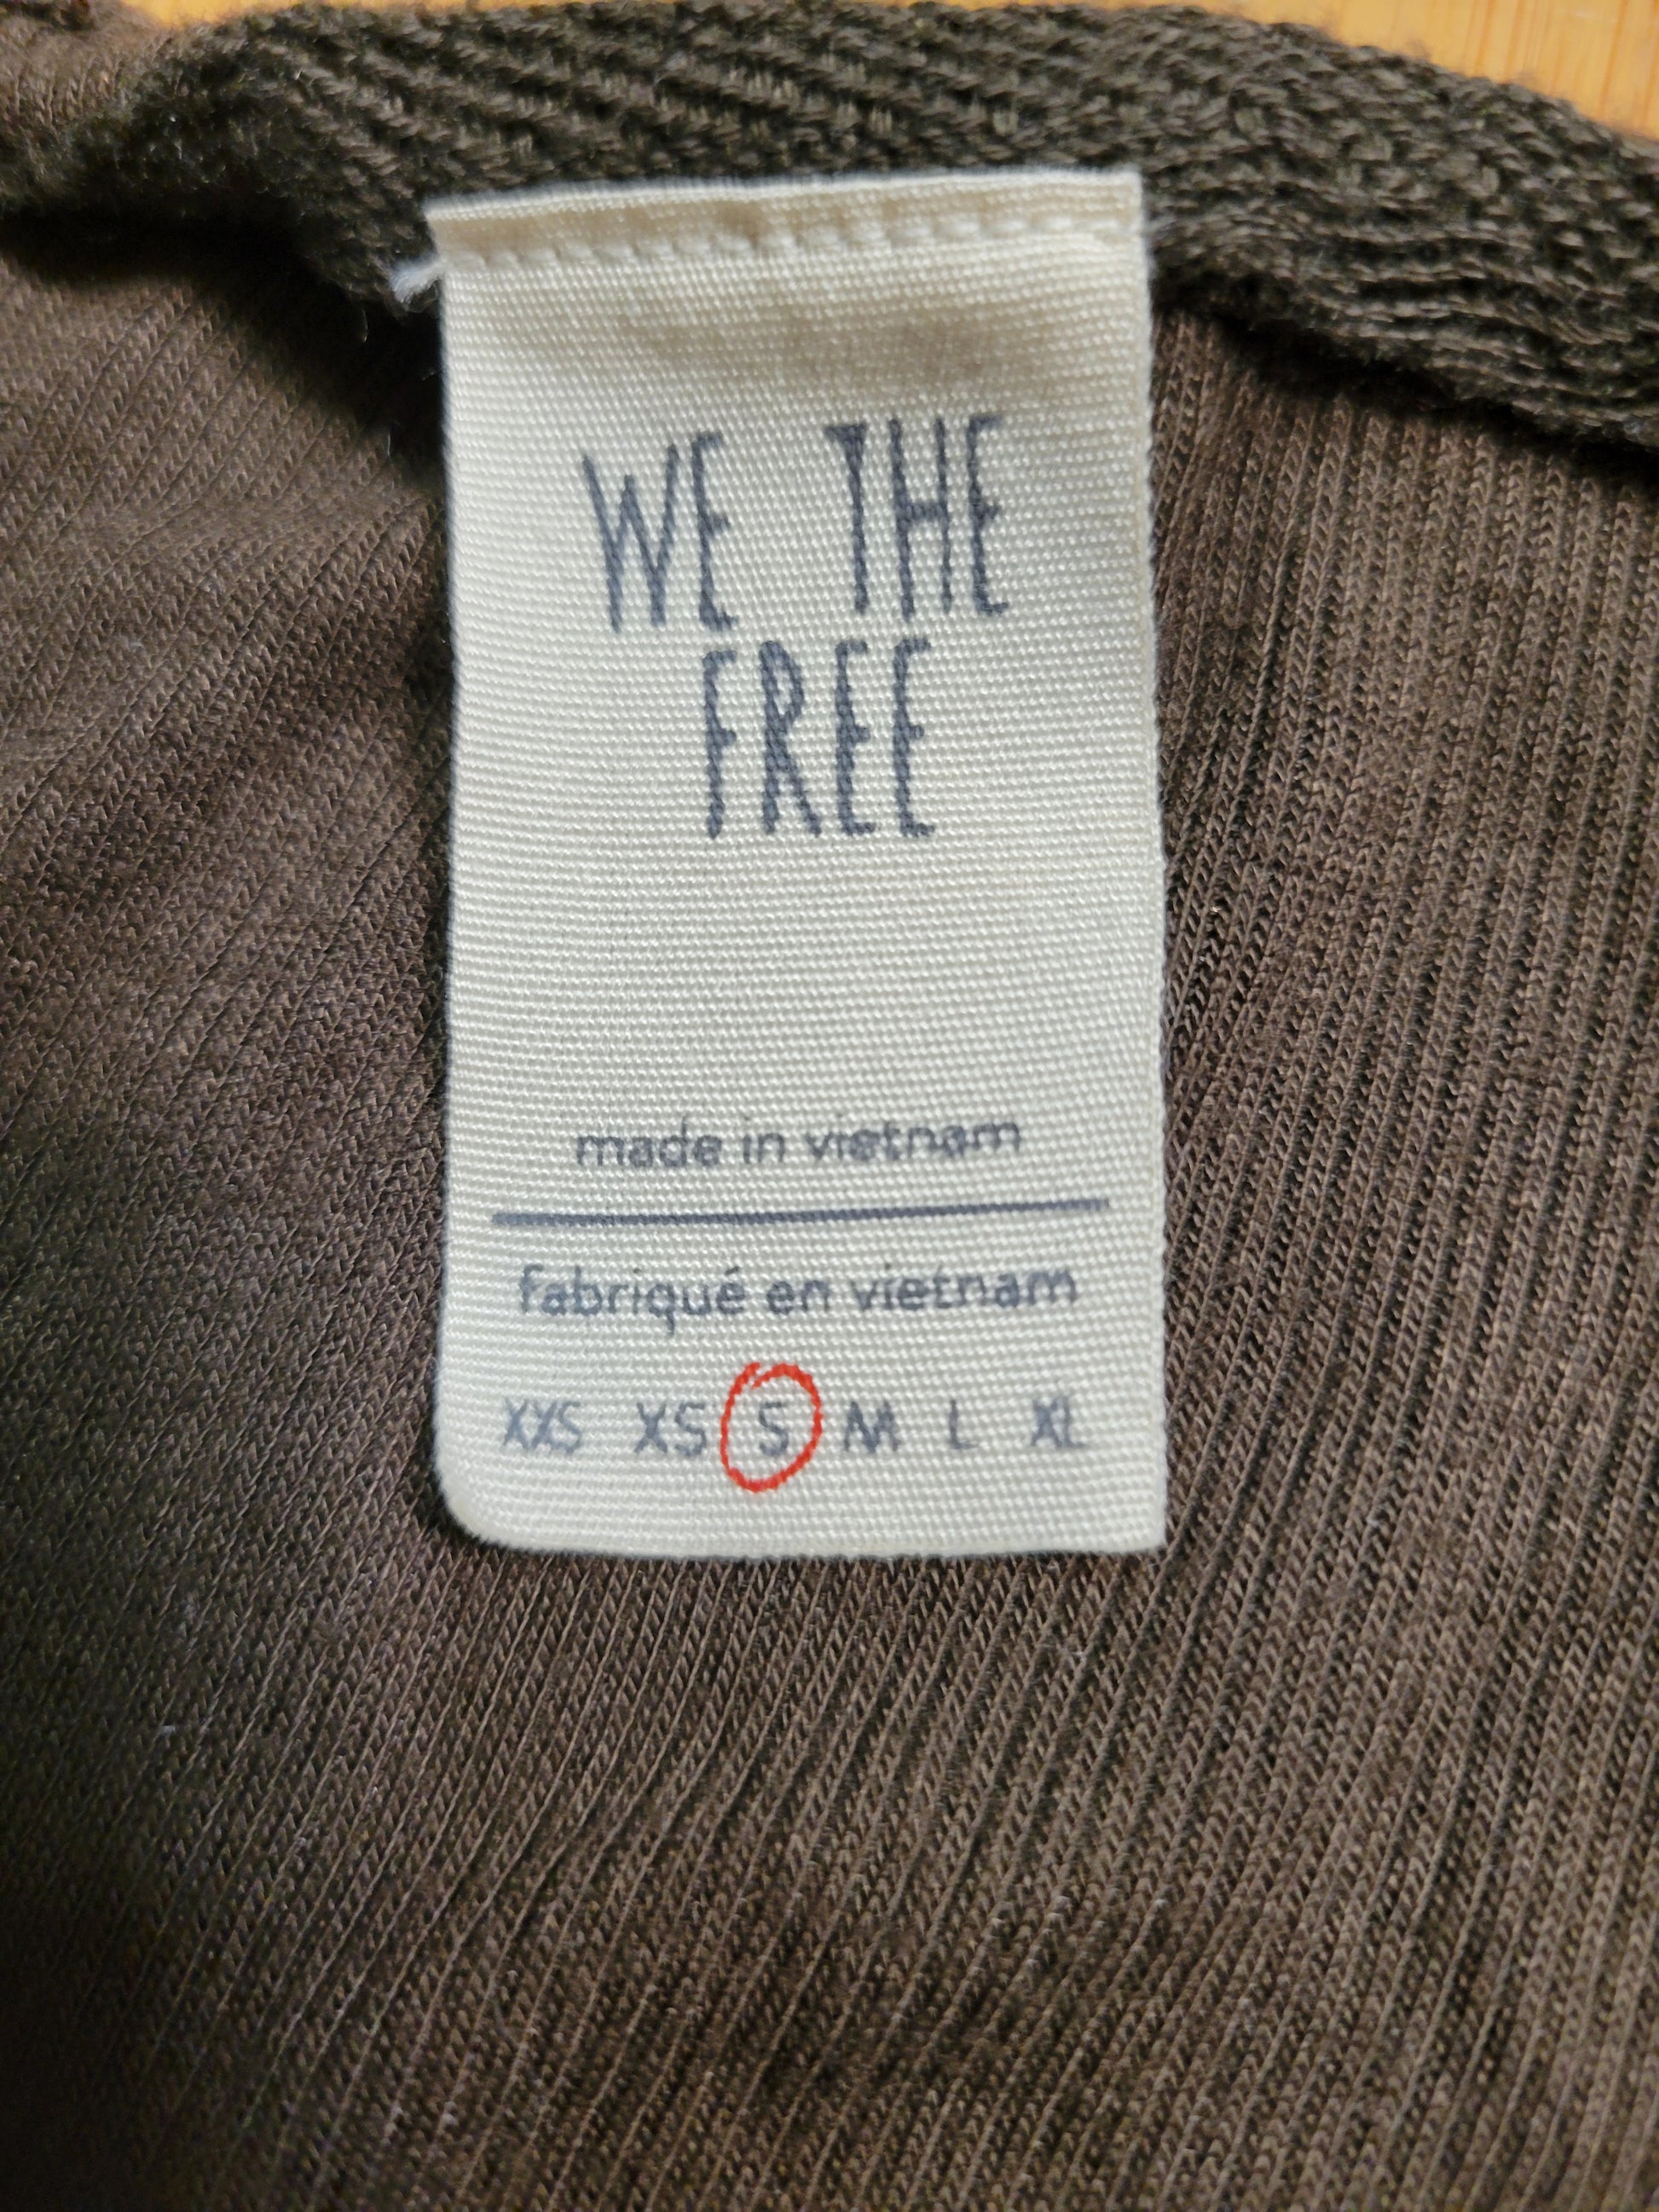 WE THE
FREE
made in vietnam
fabriqué en vietnam
XXS XS S M L XL